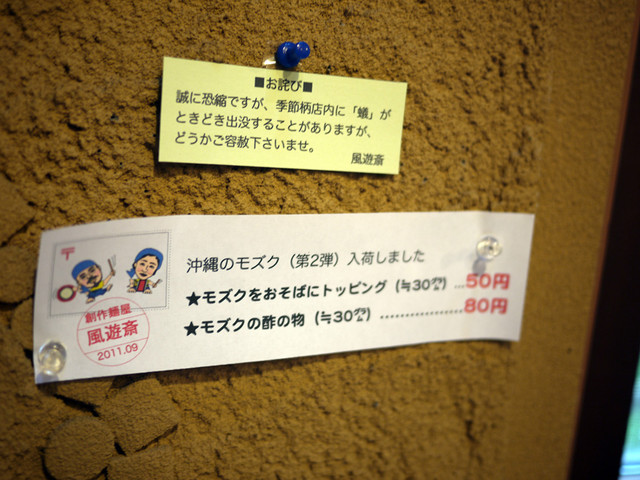 ■お詫び■
誠に恐縮ですが、季節柄店内に「蟻」が
ときどき出没することがありますが、
どうかご容赦下さいませ。
風遊斎
〒
沖縄のモズク（第2弾）入荷しました
★モズクをおそばにトッピング（≒30㌘）…50円
★モズクの酢の物（≒30㌘）……………80円
創作麺屋
風遊斎
2011.09